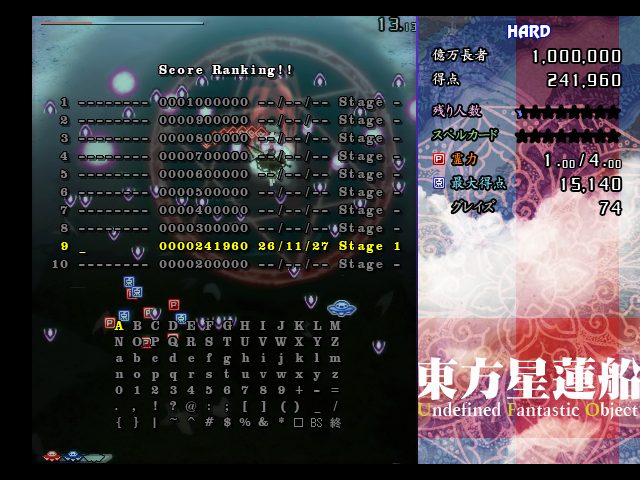 13.13
HARD
Score Ranking!!
1 -------- 0001000000 --/--/-- Stage -
2 -------- 0000900000 --/--/-- Stage -
3 -------- 0000800000 --/--/-- Stage -
4 -------- 0000700000 --/--/-- Stage -
5 -------- 0000600000 --/--/-- Stage -
6 -------- 0000500000 --/--/-- Stage -
7 -------- 0000400000 --/--/-- Stage -
8 -------- 0000300000 --/--/-- Stage -
9 _ 0000241960 26/11/27 Stage 1
10 -------- 0000200000 --/--/-- Stage -
A B C D E F G H I J K L M
N O P Q R S T U V W X Y Z
a b c d e f g h i j k l m
n o p q r s t u v w x y z
0 1 2 3 4 5 6 7 8 9 + - =
. , ! ? @ : ; [ ] ( ) _ /
{ } | ~ ^ # $ % & * □ BS 終
億万長者 1,000,000
得点 241,960
残り人数
スペルカード
P 霊力 1.00/4.00
点 最大得点 15,140
グレイズ 74
東方星蓮船
Undefined Fantastic Object